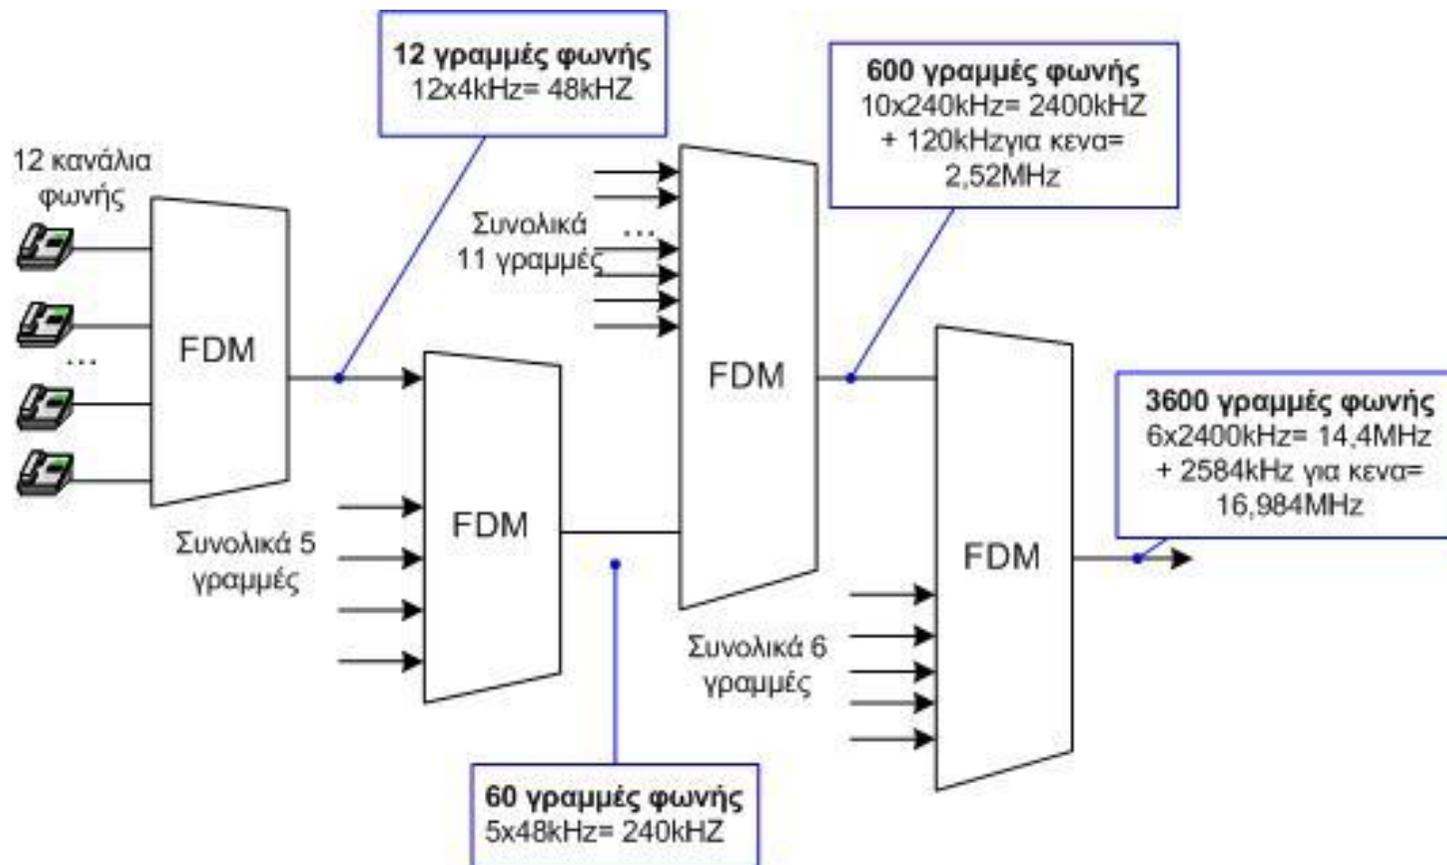 12 γραμμές φωνής
12x4kHz= 48kHZ
600 γραμμές φωνής
10x240kHz= 2400kHZ
+ 120kHzγια κενα=
2,52MHz
12 κανάλια
φωνής
...
FDM
Συνολικά
...
11 γραμμές
FDM
3600 γραμμές φωνής
6x2400kHz= 14,4MHz
+ 2584kHz για κενα=
16,984MHz
Συνολικά 5
γραμμές
FDM
FDM
Συνολικά 6
γραμμές
60 γραμμές φωνής
5x48kHz= 240kHZ